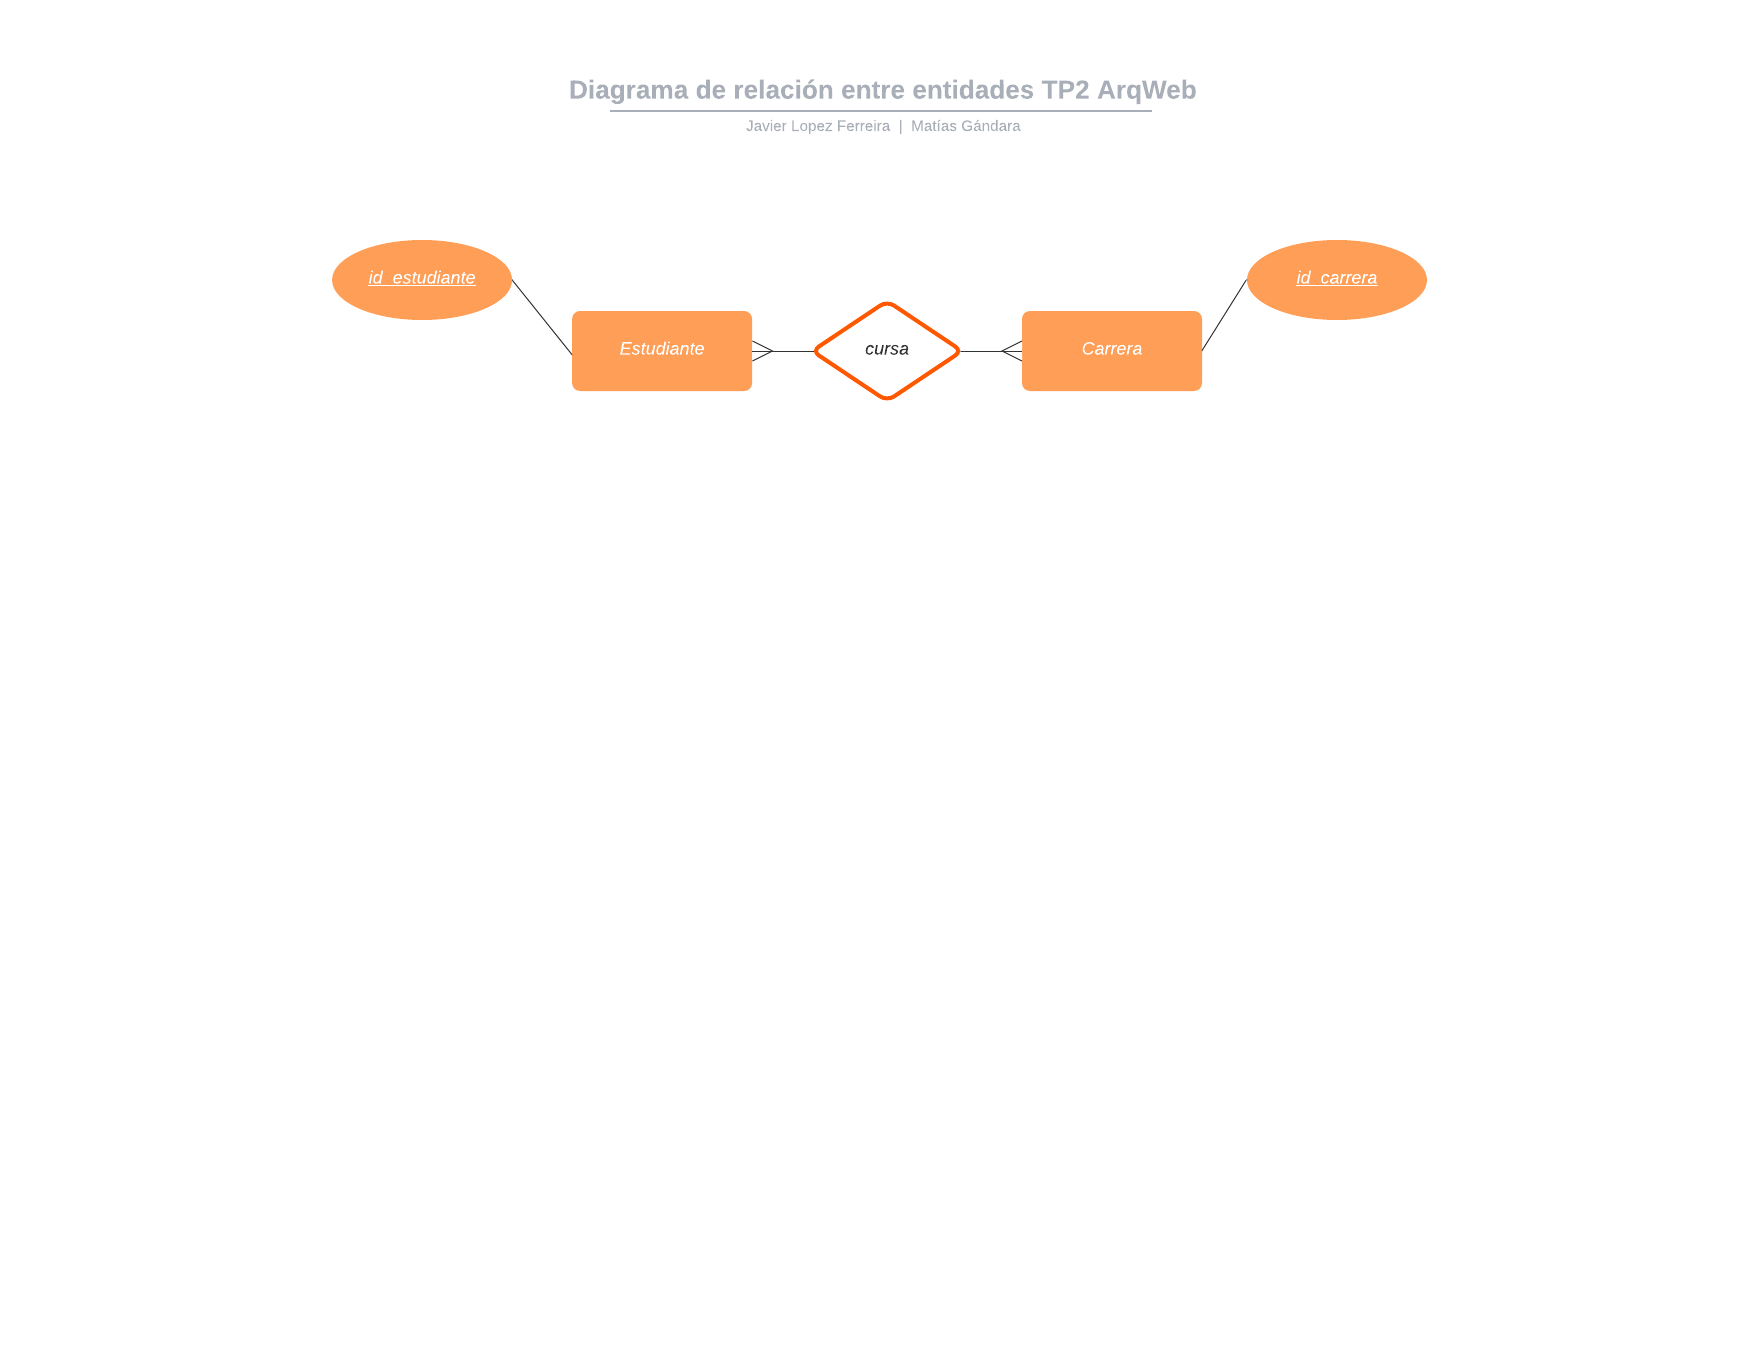 Diagrama de relación entre entidades TP2 ArqWeb
Javier Lopez Ferreira | Matías Gándara
id_estudiante
id_carrera
Estudiante
cursa
Carrera